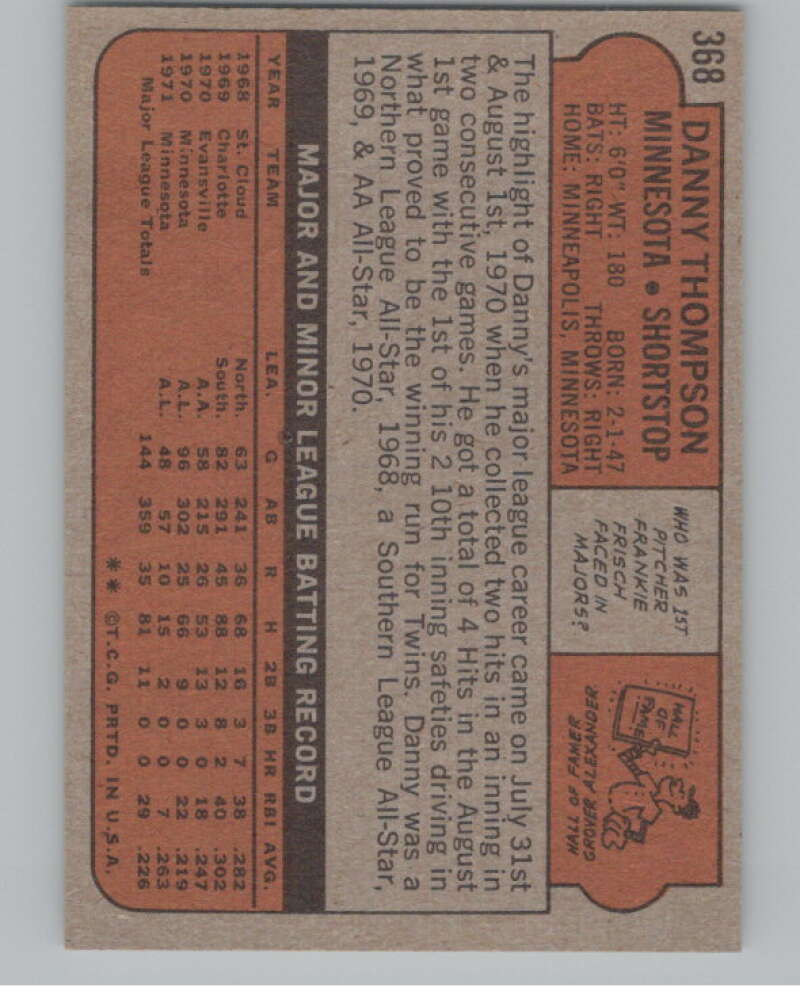 368
DANNY THOMPSON
MINNESOTA • SHORTSTOP
HT: 6'0" WT: 180 BORN: 2-1-47
BATS: RIGHT THROWS: RIGHT
HOME: MINNEAPOLIS, MINNESOTA
WHO WAS 1ST
PITCHER
FRANKIE
FRISCH
FACED IN
MAJORS?
HALL
OF
FAME
HALL OF FAMER
GROVER ALEXANDER
The highlight of Danny's major league career came on July 31st
& August 1st, 1970 when he collected two hits in an inning in
two consecutive games. He got a total of 4 Hits in the August
1st game with the 1st of his 2 10th inning safeties driving in
what proved to be the winning run for Twins. Danny was a
Northern League All-Star, 1968, a Southern League All-Star,
1969, & AA All-Star, 1970.
MAJOR AND MINOR LEAGUE BATTING RECORD
YEAR TEAM LEA. G AB R H 2B 3B HR RBI AVG.
1968 St. Cloud North. 63 241 36 68 16 3 7 38 .282
1969 Charlotte South. 82 291 45 88 12 8 2 40 .302
1970 Evansville A.A. 58 215 26 53 13 3 0 18 .247
1970 Minnesota A.L. 96 302 25 66 9 0 0 22 .219
1971 Minnesota A.L. 48 57 10 15 2 0 0 7 .263
Major League Totals 144 359 35 81 11 0 0 29 .226
** ©T.C.G. PRTD. IN U.S.A.